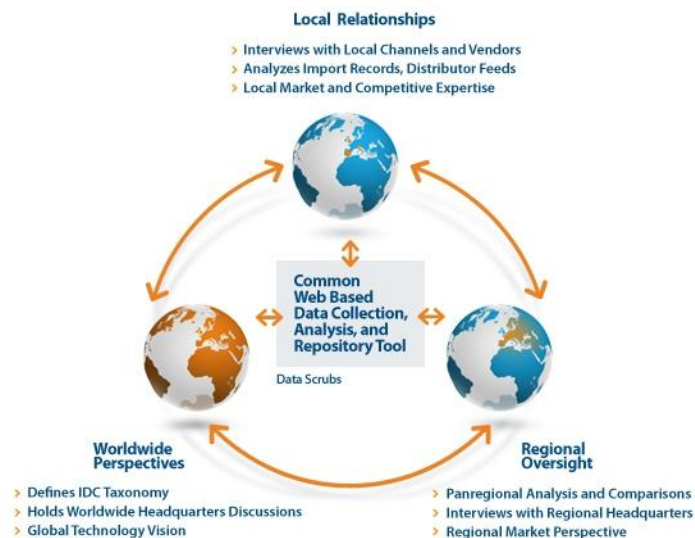 Local Relationships
> Interviews with Local Channels and Vendors
> Analyzes Import Records, Distributor Feeds
> Local Market and Competitive Expertise
Common
Web Based
Data Collection,
Analysis, and
Repository Tool
Data Scrubs
Worldwide
Perspectives
> Defines IDC Taxonomy
> Holds Worldwide Headquarters Discussions
> Global Technology Vision
Regional
Oversight
> Panregional Analysis and Comparisons
> Interviews with Regional Headquarters
> Regional Market Perspective